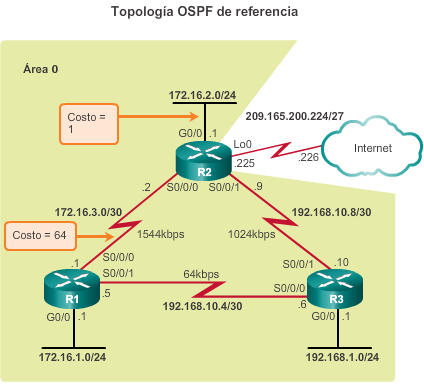 Topología OSPF de referencia
Área 0
172.16.2.0/24
Costo =
1
G0/0
.1
209.165.200.224/27
Lo0
.225
.226
Internet
R2
.2
S0/0/0
S0/0/1
.9
172.16.3.0/30
192.168.10.8/30
Costo = 64
1544kbps
1024kbps
.1
S0/0/0
S0/0/1
64kbps
S0/0/1
.10
R1
.5
192.168.10.4/30
S0/0/0
.6
R3
G0/0
.1
G0/0
.1
172.16.1.0/24
192.168.1.0/24